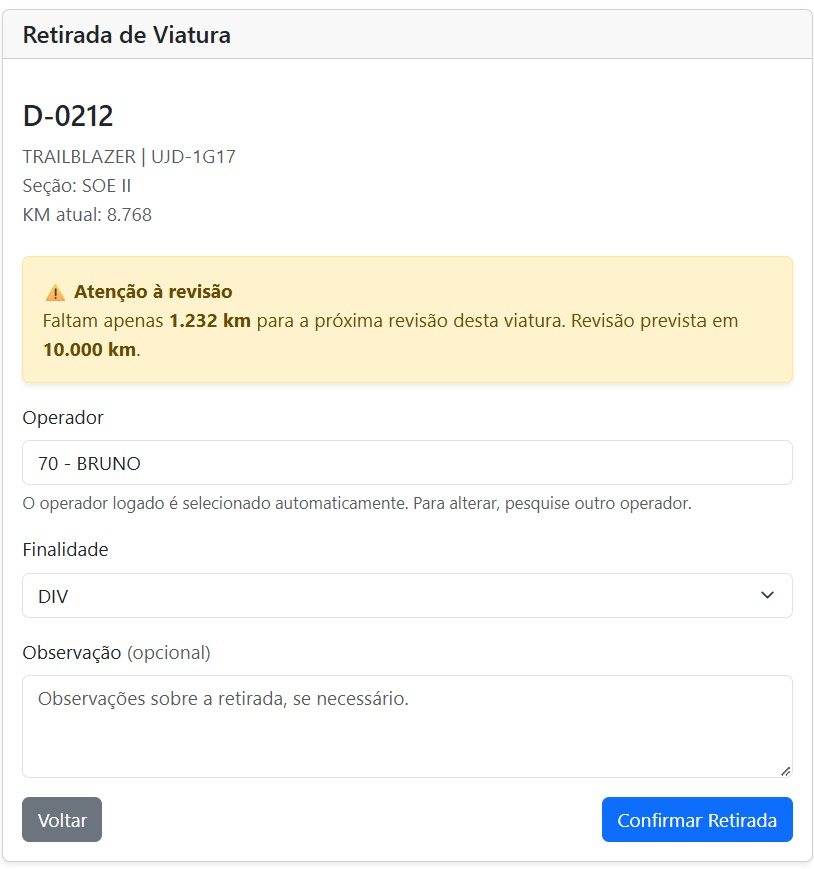 Retirada de Viatura
D-0212
TRAILBLAZER | UJD-1G17
Seção: SOE II
KM atual: 8.768
⚠️ Atenção à revisão
Faltam apenas 1.232 km para a próxima revisão desta viatura. Revisão prevista em
10.000 km.
Operador
70 - BRUNO
O operador logado é selecionado automaticamente. Para alterar, pesquise outro operador.
Finalidade
DIV
Observação (opcional)
Observações sobre a retirada, se necessário.
Voltar
Confirmar Retirada